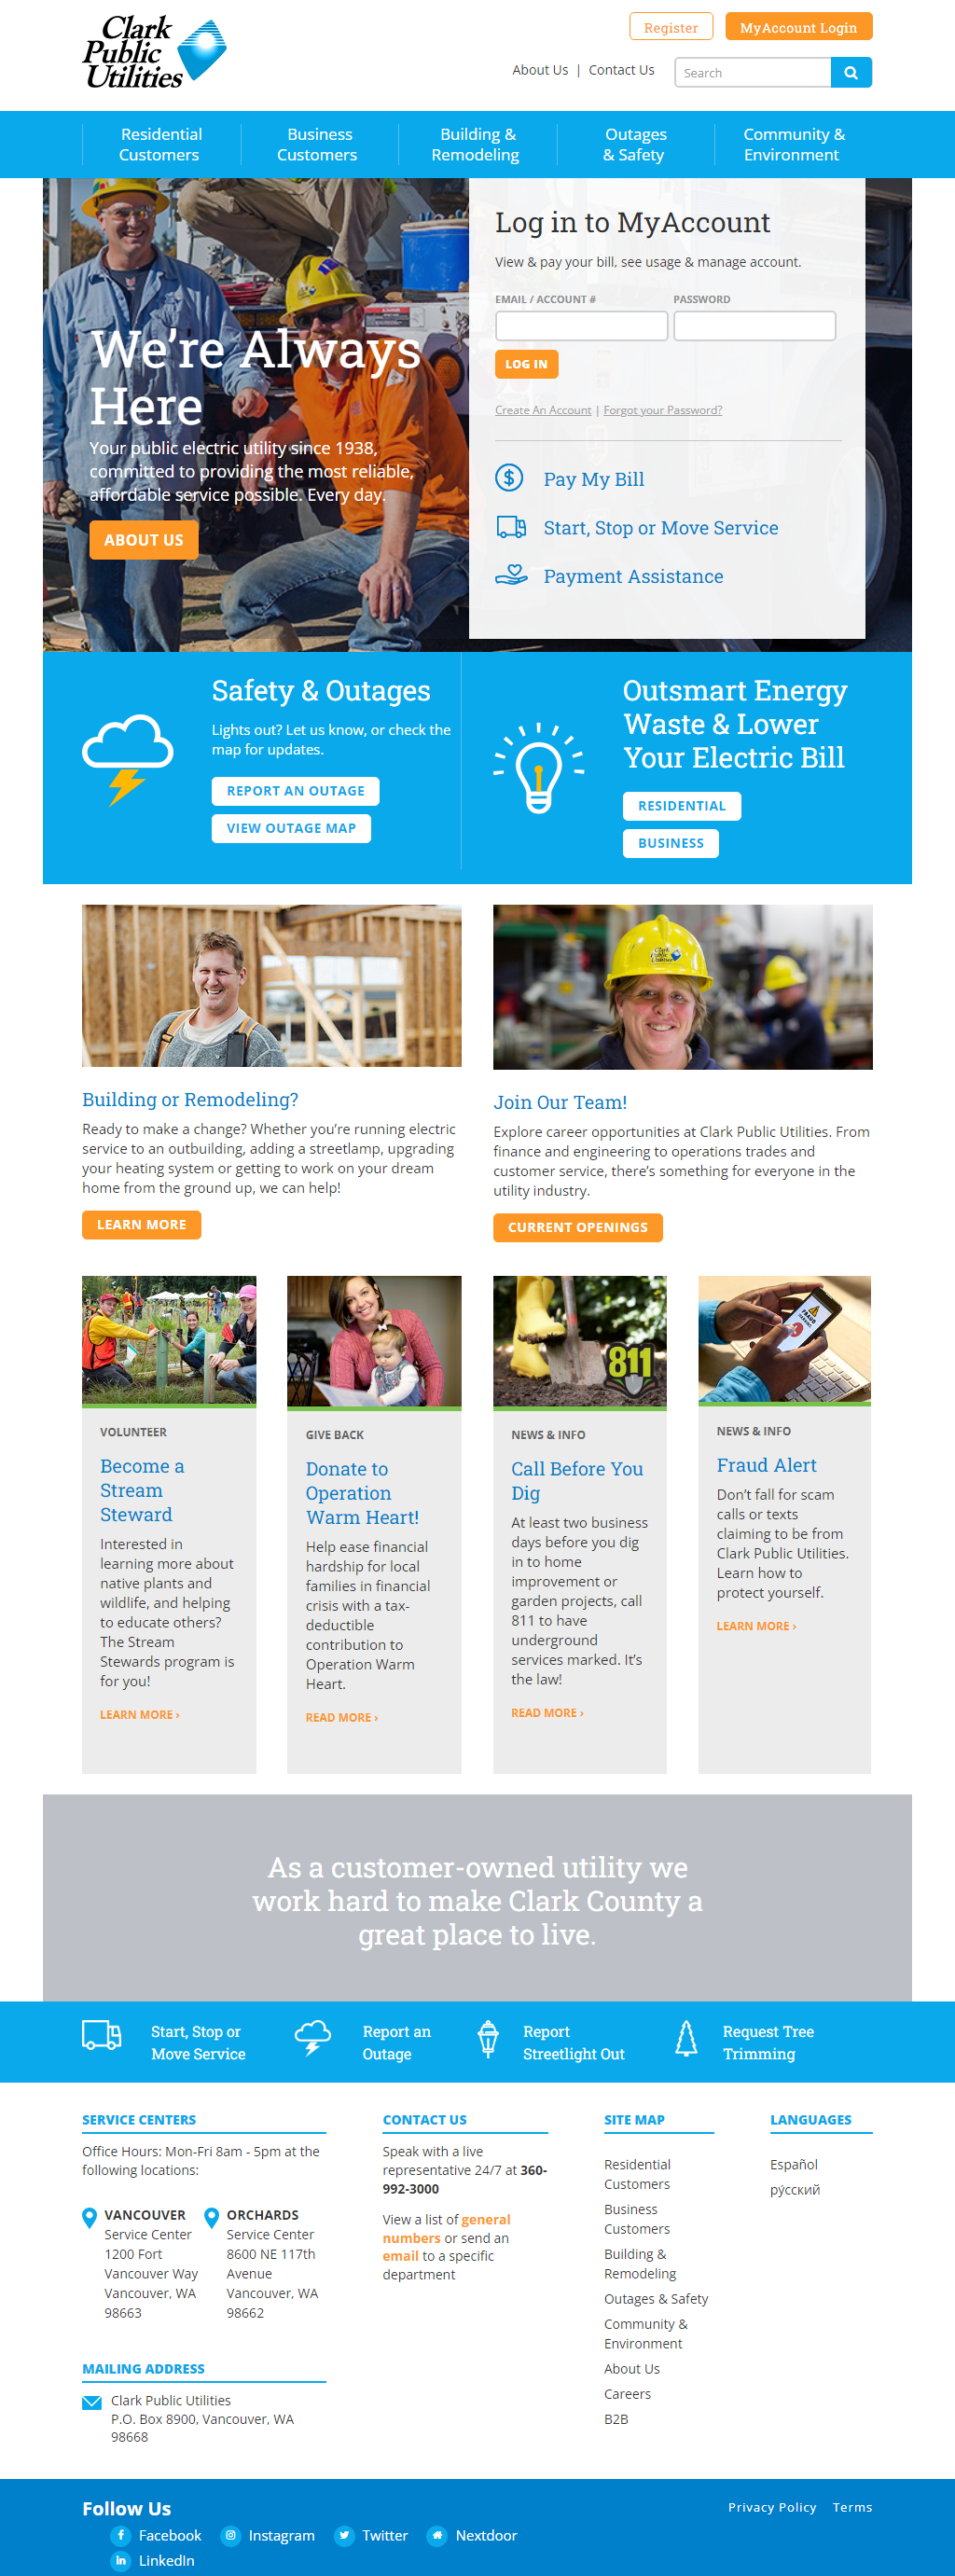 Clark
Public
Utilities
Register
MyAccount Login
About Us | Contact Us
Search
Residential
Customers
Business
Customers
Building &
Remodeling
Outages
& Safety
Community &
Environment
We’re Always
Here
Your public electric utility since 1938,
committed to providing the most reliable,
affordable service possible. Every day.
ABOUT US
Log in to MyAccount
View & pay your bill, see usage & manage account.
EMAIL / ACCOUNT #
PASSWORD
LOG IN
Create An Account | Forgot your Password?
Pay My Bill
Start, Stop or Move Service
Payment Assistance
Safety & Outages
Lights out? Let us know, or check the
map for updates.
REPORT AN OUTAGE
VIEW OUTAGE MAP
Outsmart Energy
Waste & Lower
Your Electric Bill
RESIDENTIAL
BUSINESS
Clark
Public
Utilities
Building or Remodeling?
Ready to make a change? Whether you’re running electric
service to an outbuilding, adding a streetlamp, upgrading
your heating system or getting to work on your dream
home from the ground up, we can help!
LEARN MORE
Join Our Team!
Explore career opportunities at Clark Public Utilities. From
finance and engineering to operations trades and
customer service, there’s something for everyone in the
utility industry.
CURRENT OPENINGS
VOLUNTEER
Become a
Stream
Steward
Interested in
learning more about
native plants and
wildlife, and helping
to educate others?
The Stream
Stewards program is
for you!
LEARN MORE ›
GIVE BACK
Donate to
Operation
Warm Heart!
Help ease financial
hardship for local
families in financial
crisis with a tax-
deductible
contribution to
Operation Warm
Heart.
READ MORE ›
811
NEWS & INFO
Call Before You
Dig
At least two business
days before you dig
in to home
improvement or
garden projects, call
811 to have
underground
services marked. It’s
the law!
READ MORE ›
FRAUD
NEWS & INFO
Fraud Alert
Don’t fall for scam
calls or texts
claiming to be from
Clark Public Utilities.
Learn how to
protect yourself.
LEARN MORE ›
As a customer-owned utility we
work hard to make Clark County a
great place to live.
Start, Stop or
Move Service
Report an
Outage
Report
Streetlight Out
Request Tree
Trimming
SERVICE CENTERS
Office Hours: Mon-Fri 8am - 5pm at the
following locations:
VANCOUVER
Service Center
1200 Fort
Vancouver Way
Vancouver, WA
98663
ORCHARDS
Service Center
8600 NE 117th
Avenue
Vancouver, WA
98662
MAILING ADDRESS
Clark Public Utilities
P.O. Box 8900, Vancouver, WA
98668
CONTACT US
Speak with a live
representative 24/7 at 360-
992-3000
View a list of general
numbers or send an
email to a specific
department
SITE MAP
Residential
Customers
Business
Customers
Building &
Remodeling
Outages & Safety
Community &
Environment
About Us
Careers
B2B
LANGUAGES
Español
ру́сский
Follow Us
Facebook
Instagram
Twitter
Nextdoor
LinkedIn
Privacy Policy
Terms